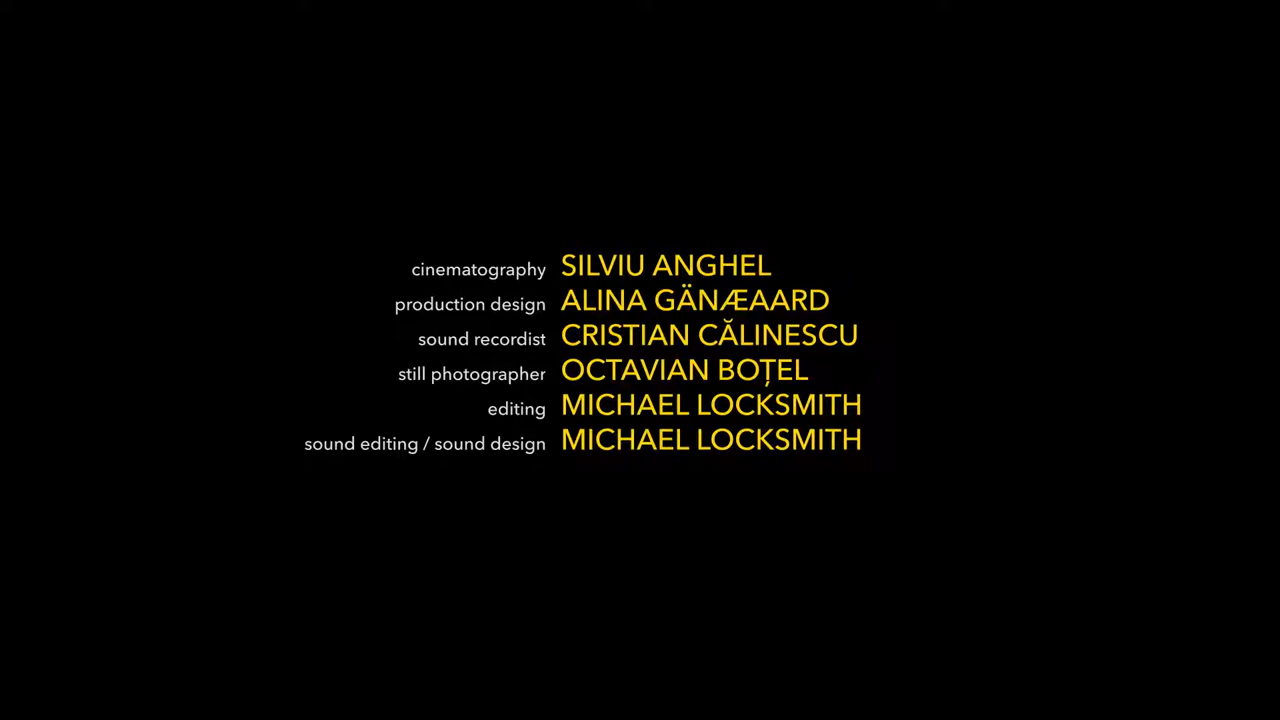 cinematography SILVIU ANGHEL
production design ALINA GÄNÆAARD
sound recordist CRISTIAN CĂLINESCU
still photographer OCTAVIAN BOȚEL
editing MICHAEL LOCKSMITH
sound editing / sound design MICHAEL LOCKSMITH